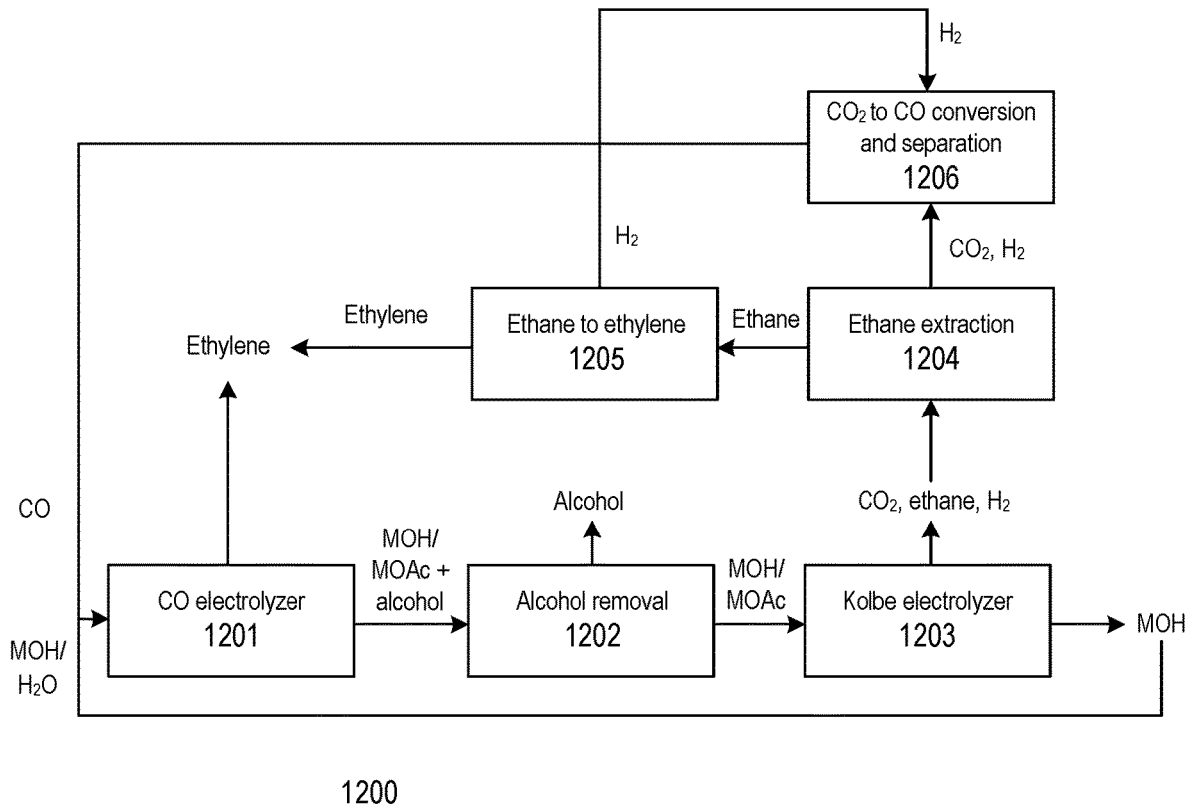 H₂
CO₂ to CO conversion
and separation
1206
H₂
CO₂, H₂
Ethylene
Ethane to ethylene
1205
Ethane
Ethane extraction
1204
Ethylene
CO
Alcohol
CO₂, ethane, H₂
MOH/
MOAc +
alcohol
MOH/
MOAc
CO electrolyzer
1201
Alcohol removal
1202
Kolbe electrolyzer
1203
MOH
MOH/
H₂O
1200